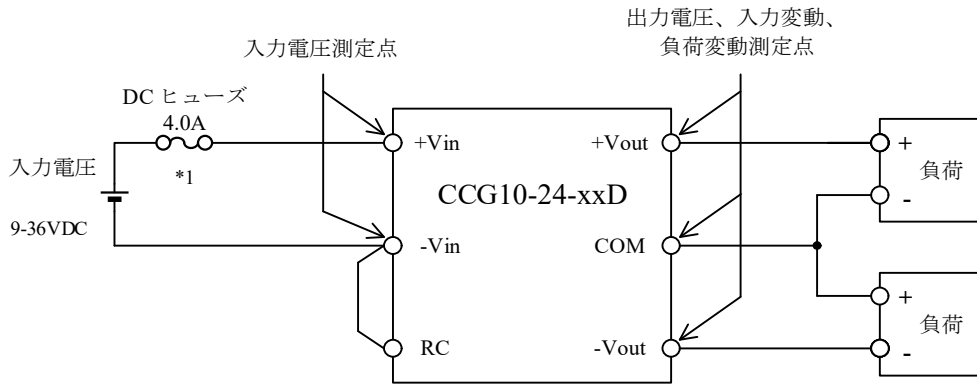 出力電圧、入力変動、
負荷変動測定点
入力電圧測定点
DC ヒューズ
4.0A
*1
入力電圧
9-36VDC
+Vin
+Vout
CCG10-24-xxD
-Vin
COM
RC
-Vout
+
負荷
-
+
負荷
-